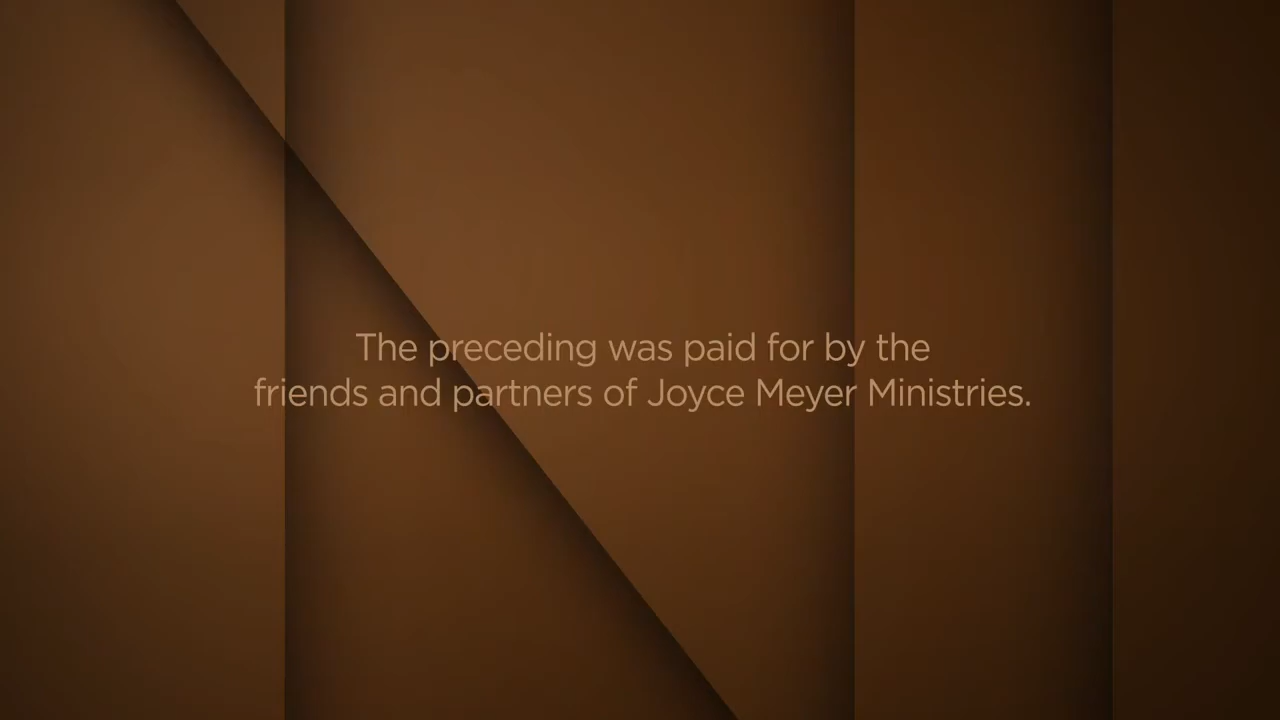 The preceding was paid for by the
friends and partners of Joyce Meyer Ministries.